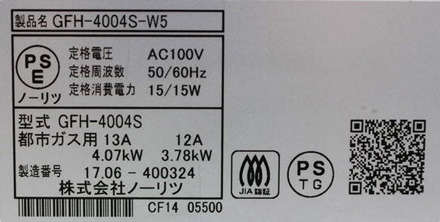 製品名 GFH-4004S-W5
PS
E
ノーリツ
定格電圧 AC100V
定格周波数 50/60Hz
定格消費電力 15/15W
型式 GFH-4004S
都市ガス用 13A 12A
4.07kW 3.78kW
製造番号 17.06-400324
株式会社ノーリツ
JIA認証
PS
TG
CF14 05500